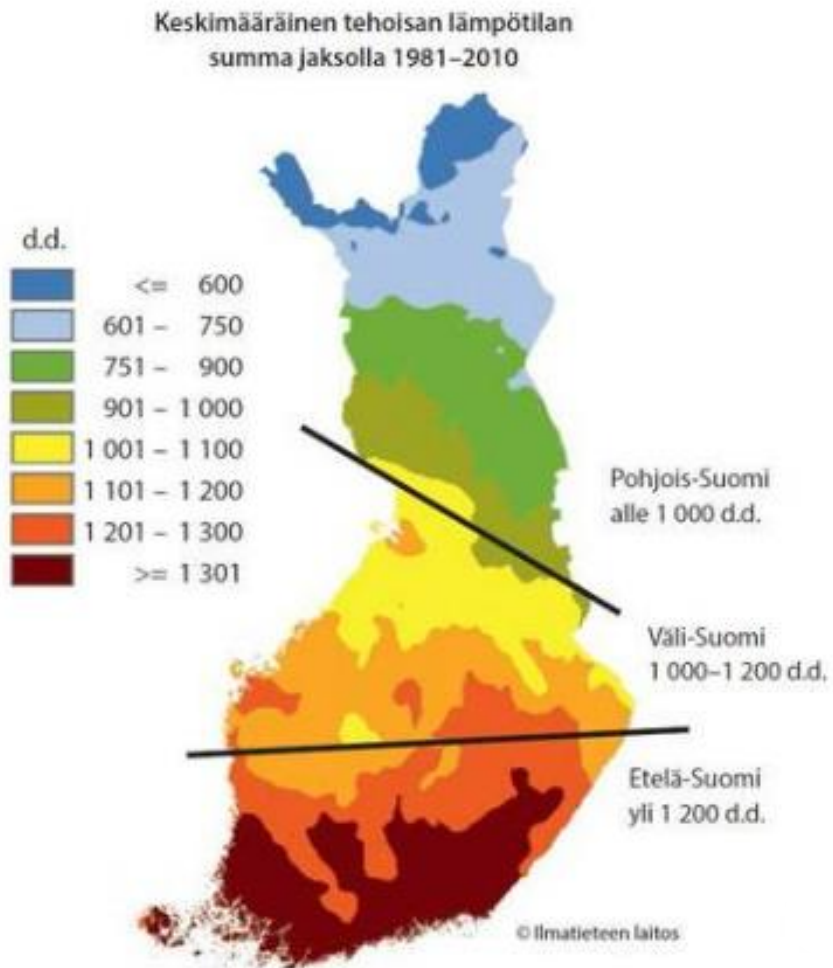 Keskimääräinen tehoisan lämpötilan
summa jaksolla 1981–2010
d.d.
<= 600
601 – 750
751 – 900
901 – 1 000
1 001 – 1 100
1 101 – 1 200
1 201 – 1 300
>= 1 301
Pohjois-Suomi
alle 1 000 d.d.
Väli-Suomi
1 000–1 200 d.d.
Etelä-Suomi
yli 1 200 d.d.
© Ilmatieteen laitos